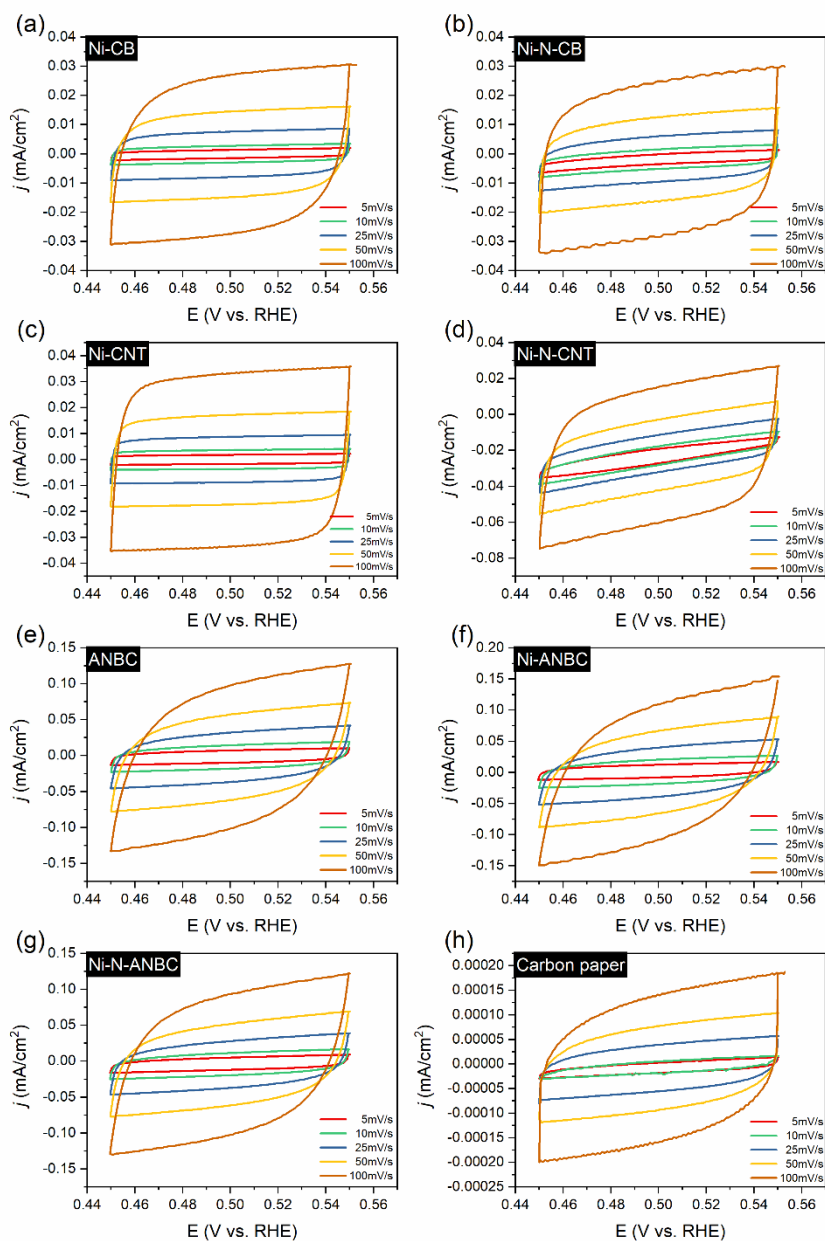 (a)
Ni-CB
0.04
0.03
0.02
0.01
0.00
-0.01
-0.02
-0.03
-0.04
j (mA/cm²)
5mV/s
10mV/s
25mV/s
50mV/s
100mV/s
0.44 0.46 0.48 0.50 0.52 0.54 0.56
E (V vs. RHE)
(b)
Ni-N-CB
0.04
0.03
0.02
0.01
0.00
-0.01
-0.02
-0.03
-0.04
j (mA/cm²)
5mV/s
10mV/s
25mV/s
50mV/s
100mV/s
0.44 0.46 0.48 0.50 0.52 0.54 0.56
E (V vs. RHE)
(c)
Ni-CNT
0.04
0.03
0.02
0.01
0.00
-0.01
-0.02
-0.03
-0.04
j (mA/cm²)
5mV/s
10mV/s
25mV/s
50mV/s
100mV/s
0.44 0.46 0.48 0.50 0.52 0.54 0.56
E (V vs. RHE)
(d)
Ni-N-CNT
0.04
0.02
0.00
-0.02
-0.04
-0.06
-0.08
j (mA/cm²)
5mV/s
10mV/s
25mV/s
50mV/s
100mV/s
0.44 0.46 0.48 0.50 0.52 0.54 0.56
E (V vs. RHE)
(e)
ANBC
0.15
0.10
0.05
0.00
-0.05
-0.10
-0.15
j (mA/cm²)
5mV/s
10mV/s
25mV/s
50mV/s
100mV/s
0.44 0.46 0.48 0.50 0.52 0.54 0.56
E (V vs. RHE)
(f)
Ni-ANBC
0.20
0.15
0.10
0.05
0.00
-0.05
-0.10
-0.15
j (mA/cm²)
5mV/s
10mV/s
25mV/s
50mV/s
100mV/s
0.44 0.46 0.48 0.50 0.52 0.54 0.56
E (V vs. RHE)
(g)
Ni-N-ANBC
0.15
0.10
0.05
0.00
-0.05
-0.10
-0.15
j (mA/cm²)
5mV/s
10mV/s
25mV/s
50mV/s
100mV/s
0.44 0.46 0.48 0.50 0.52 0.54 0.56
E (V vs. RHE)
(h)
Carbon paper
0.00020
0.00015
0.00010
0.00005
0.00000
-0.00005
-0.00010
-0.00015
-0.00020
-0.00025
j (mA/cm²)
5mV/s
10mV/s
25mV/s
50mV/s
100mV/s
0.44 0.46 0.48 0.50 0.52 0.54 0.56
E (V vs. RHE)